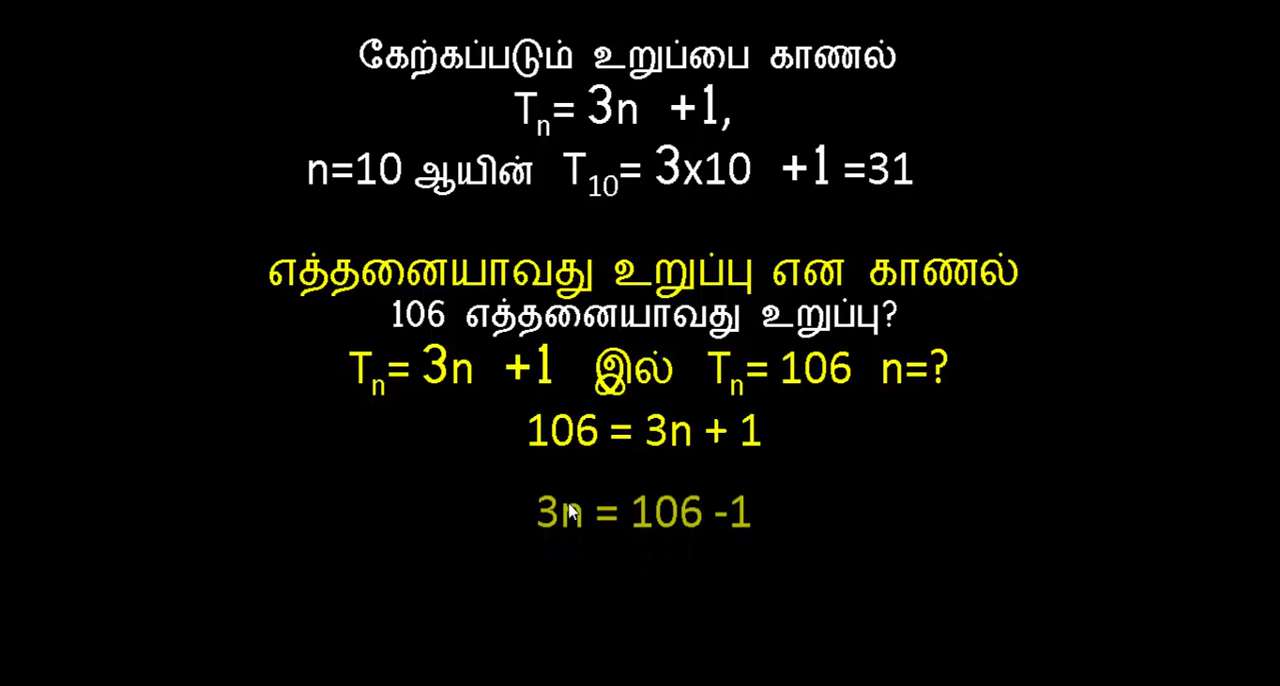 கேற்கப்படும் உறுப்பை காணல்
Tn= 3n +1,
n=10 ஆயின் T10= 3x10 +1 =31
எத்தனையாவது உறுப்பு என காணல்
106 எத்தனையாவது உறுப்பு?
Tn= 3n +1 இல் Tn= 106 n=?
106 = 3n + 1
3n = 106 -1